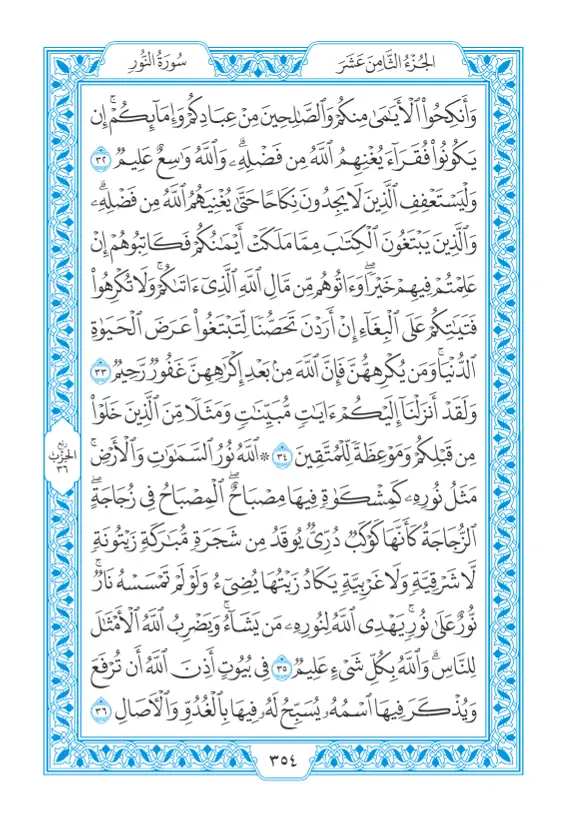 الجُزْءُ الثَّامِنَ عَشَرَ
سُورَةُ النُّورِ
وَأَنكِحُوا۟ ٱلْأَيَـٰمَىٰ مِنكُمْ وَٱلصَّـٰلِحِينَ مِنْ عِبَادِكُمْ وَإِمَآئِكُمْ ۚ إِن
يَكُونُوا۟ فُقَرَآءَ يُغْنِهِمُ ٱللَّهُ مِن فَضْلِهِۦ ۗ وَٱللَّهُ وَٰسِعٌ عَلِيمٌ ٣٢
وَلْيَسْتَعْفِفِ ٱلَّذِينَ لَا يَجِدُونَ نِكَاحًا حَتَّىٰ يُغْنِيَهُمُ ٱللَّهُ مِن فَضْلِهِۦ ۗ
وَٱلَّذِينَ يَبْتَغُونَ ٱلْكِتَـٰبَ مِمَّا مَلَكَتْ أَيْمَـٰنُكُمْ فَكَاتِبُوهُمْ إِنْ
عَلِمْتُمْ فِيهِمْ خَيْرًا ۖ وَءَاتُوهُم مِّن مَّالِ ٱللَّهِ ٱلَّذِىٓ ءَاتَىٰكُمْ ۚ وَلَا تُكْرِهُوا۟
فَتَيَـٰتِكُمْ عَلَى ٱلْبِغَآءِ إِنْ أَرَدْنَ تَحَصُّنًا لِّتَبْتَغُوا۟ عَرَضَ ٱلْحَيَوٰةِ
ٱلدُّنْيَا ۚ وَمَن يُكْرِههُّنَّ فَإِنَّ ٱللَّهَ مِنۢ بَعْدِ إِكْرَٰهِهِنَّ غَفُورٌ رَّحِيمٌ ٣٣
وَلَقَدْ أَنزَلْنَآ إِلَيْكُمْ ءَايَـٰتٍ مُّبَيِّنَـٰتٍ وَمَثَلًا مِّنَ ٱلَّذِينَ خَلَوْا۟
مِن قَبْلِكُمْ وَمَوْعِظَةً لِّلْمُتَّقِينَ ٣٤ ۞ ٱللَّهُ نُورُ ٱلسَّمَـٰوَٰتِ وَٱلْأَرْضِ ۚ
مَثَلُ نُورِهِۦ كَمِشْكَوٰةٍ فِيهَا مِصْبَاحٌ ۖ ٱلْمِصْبَاحُ فِى زُجَاجَةٍ ۖ
ٱلزُّجَاجَةُ كَأَنَّهَا كَوْكَبٌ دُرِّىٌّ يُوقَدُ مِن شَجَرَةٍ مُّبَـٰرَكَةٍ زَيْتُونَةٍ
لَّا شَرْقِيَّةٍ وَلَا غَرْبِيَّةٍ يَكَادُ زَيْتُهَا يُضِىٓءُ وَلَوْ لَمْ تَمْسَسْهُ نَارٌ ۚ
نُّورٌ عَلَىٰ نُورٍ ۗ يَهْدِى ٱللَّهُ لِنُورِهِۦ مَن يَشَآءُ ۚ وَيَضْرِبُ ٱللَّهُ ٱلْأَمْثَـٰلَ
لِلنَّاسِ ۗ وَٱللَّهُ بِكُلِّ شَىْءٍ عَلِيمٌ ٣٥ فِى بُيُوتٍ أَذِنَ ٱللَّهُ أَن تُرْفَعَ
وَيُذْكَرَ فِيهَا ٱسْمُهُۥ يُسَبِّحُ لَهُۥ فِيهَا بِٱلْغُدُوِّ وَٱلْـَٔاصَالِ ٣٦
ربع
الحزب
٣٦
٣٥٤